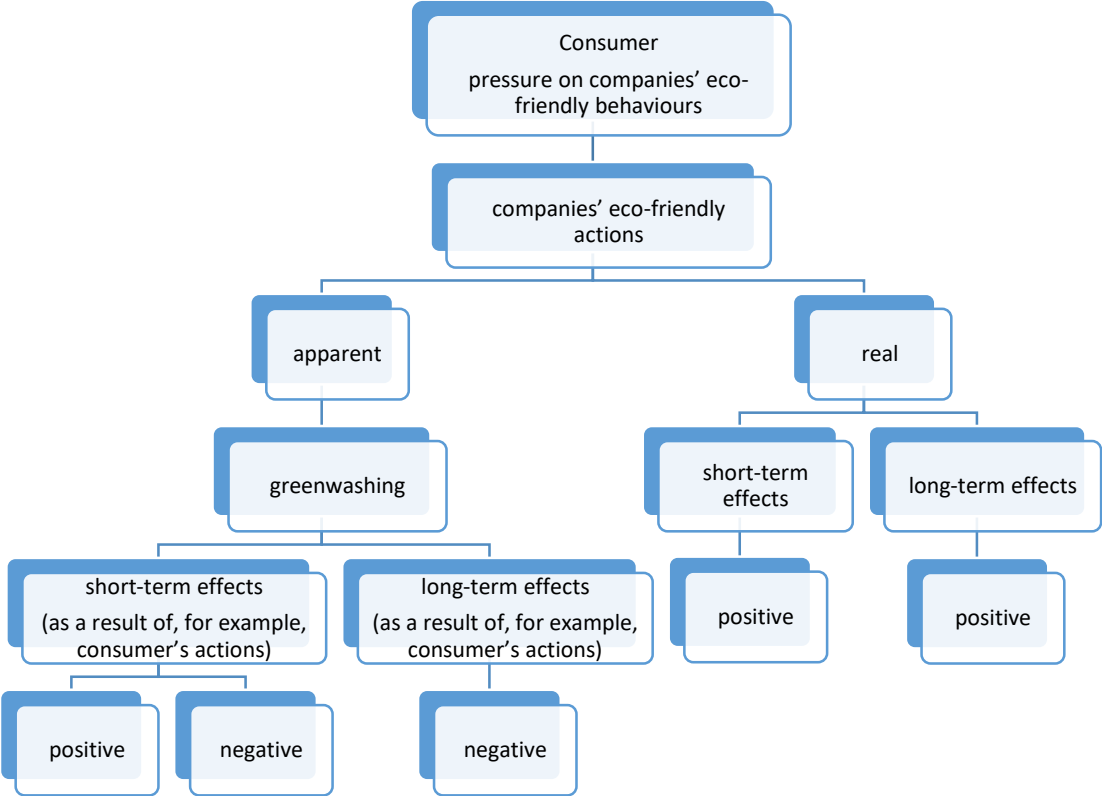 Consumer
pressure on companies’ eco-
friendly behaviours
companies’ eco-friendly
actions
apparent
real
greenwashing
short-term
effects
long-term effects
short-term effects
(as a result of, for example,
consumer’s actions)
long-term effects
(as a result of, for example,
consumer’s actions)
positive
positive
positive
negative
negative